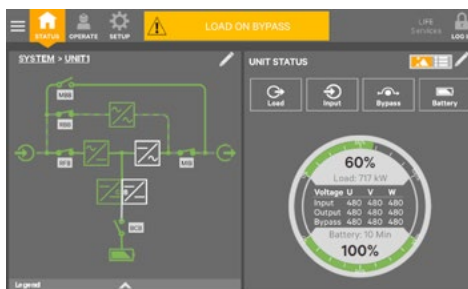 STATUS
OPERATE
SETUP
LOAD ON BYPASS
LIFE
Services
LOG IN
SYSTEM > UNIT1
MBB
RFB
MIB
BCB
Legend
UNIT STATUS
Load
Input
Bypass
Battery
60%
Load: 717 kW
Voltage U V W
Input 480 480 480
Output 480 480 480
Bypass 480 480 480
Battery: 10 Min
100%